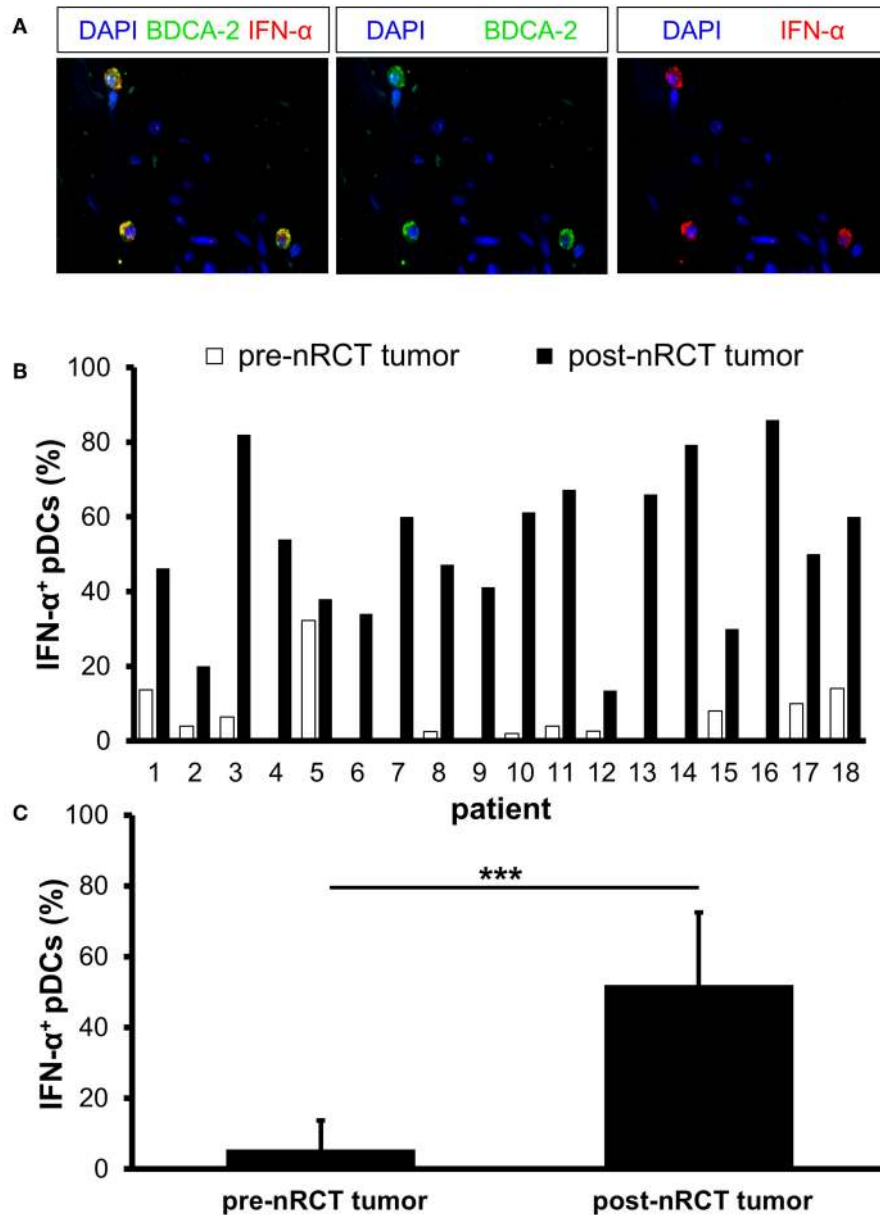 A
DAPI BDCA-2 IFN-α
DAPI BDCA-2
DAPI IFN-α
B
□ pre-nRCT tumor ■ post-nRCT tumor
IFN-α⁺ pDCs (%)
100
80
60
40
20
0
1 2 3 4 5 6 7 8 9 10 11 12 13 14 15 16 17 18
patient
C
IFN-α⁺ pDCs (%)
100
80
60
40
20
0
***
pre-nRCT tumor post-nRCT tumor